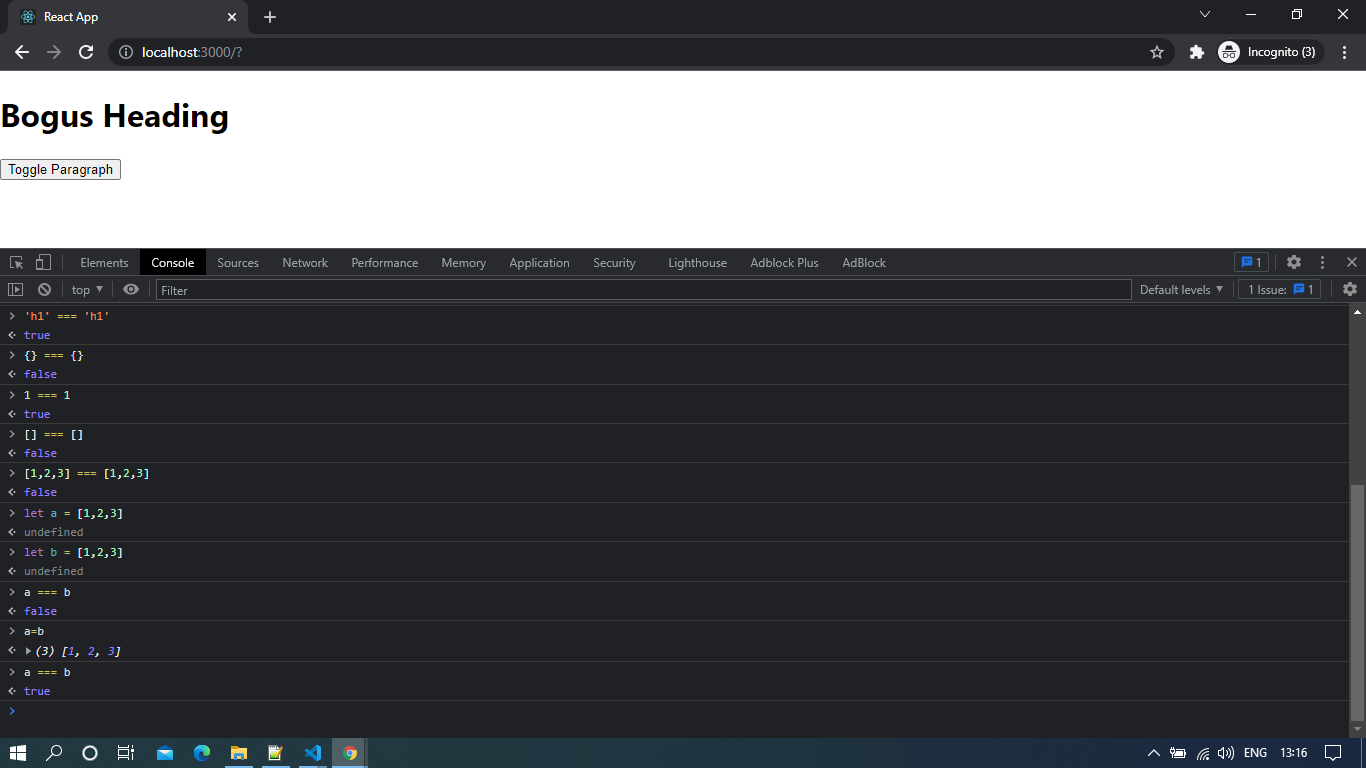 React App
localhost:3000/?
Incognito (3)
Bogus Heading
Toggle Paragraph
Elements Console Sources Network Performance Memory Application Security Lighthouse Adblock Plus AdBlock 1
top Filter Default levels 1 Issue: 1
'h1' === 'h1'
true
{} === {}
false
1 === 1
true
[] === []
false
[1,2,3] === [1,2,3]
false
let a = [1,2,3]
undefined
let b = [1,2,3]
undefined
a === b
false
a=b
(3) [1, 2, 3]
a === b
true
ENG 13:16